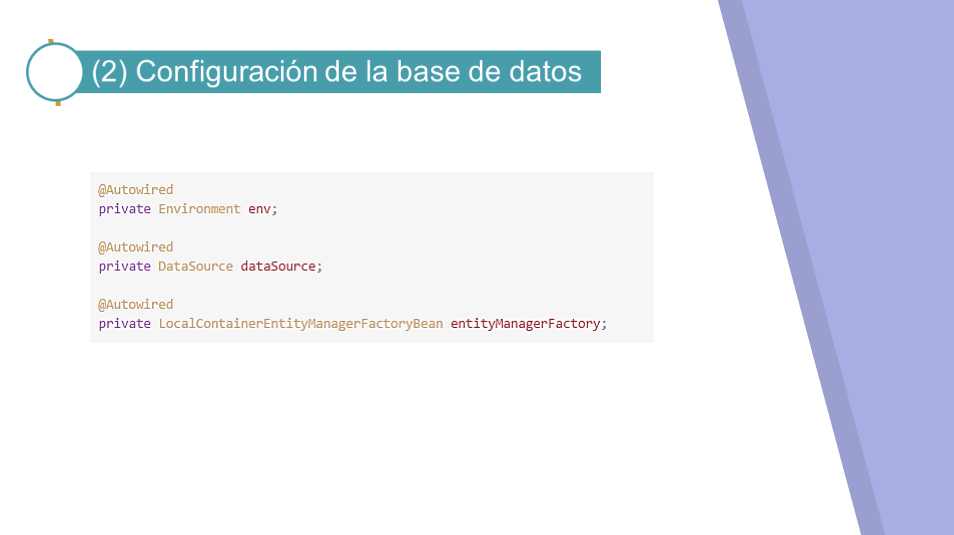 (2) Configuración de la base de datos
@Autowired
private Environment env;
@Autowired
private DataSource dataSource;
@Autowired
private LocalContainerEntityManagerFactoryBean entityManagerFactory;